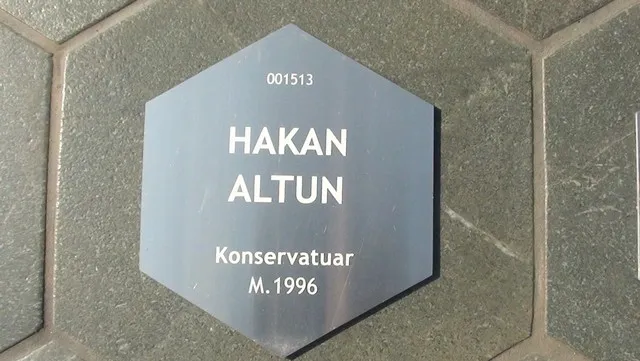 001513
HAKAN
ALTUN
Konservatuar
M.1996